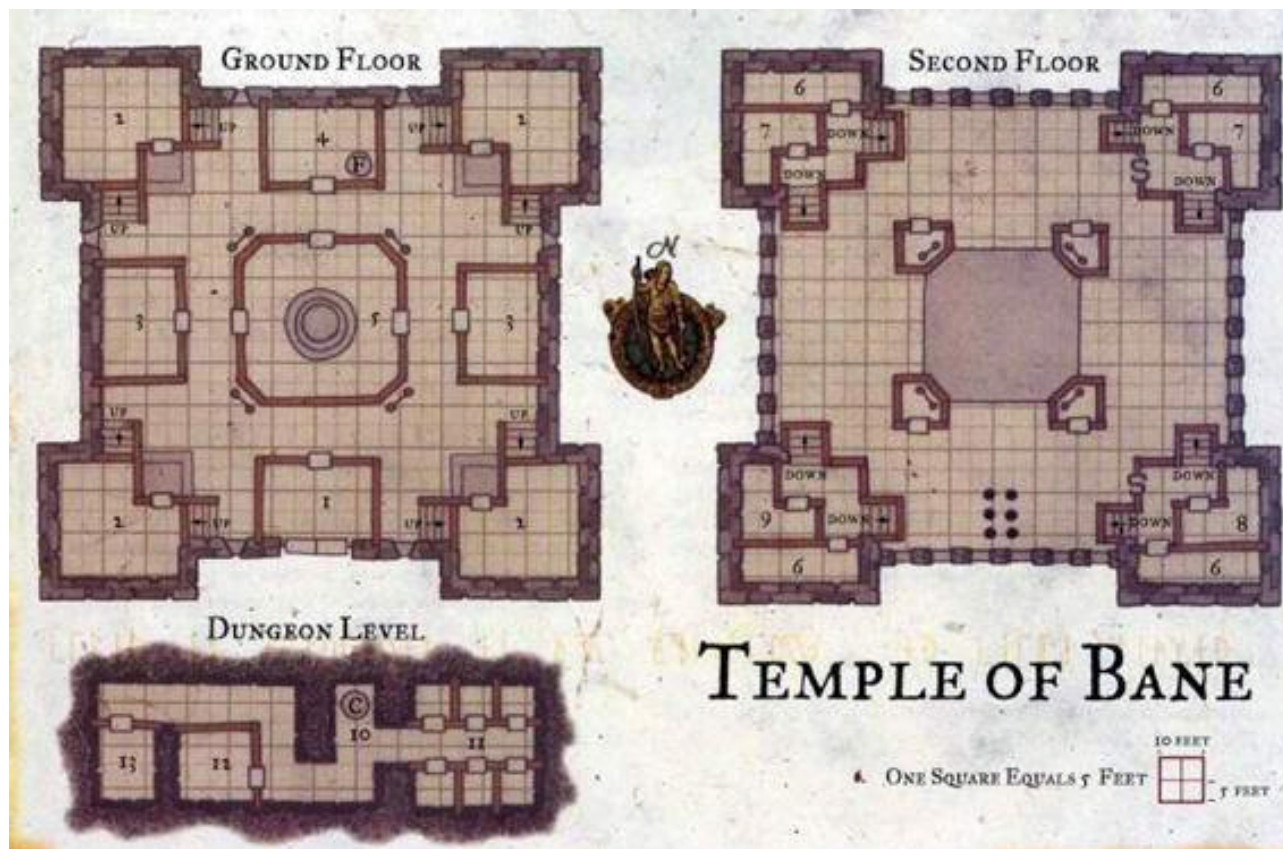 Ground Floor
2
2
UP
UP
4
F
UP
UP
3
5
3
UP
UP
2
1
2
UP
UP
N
Second Floor
6
6
7
DOWN
DOWN
7
S
DOWN
DOWN
DOWN
DOWN
S
9
DOWN
DOWN
8
6
6
Dungeon Level
C
10
11
13
12
Temple of Bane
10 feet
6. One Square Equals 5 Feet
5 feet